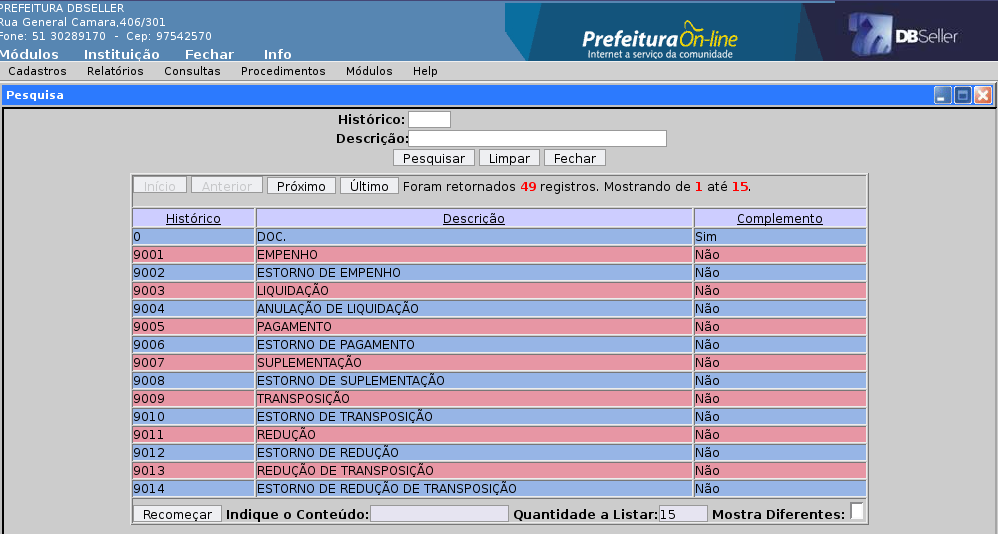 PREFEITURA DBSELLER
Rua General Camara,406/301
Fone: 51 30289170 - Cep: 97542570
Prefeitura On-line
Internet a serviço da comunidade
DBSeller
Módulos Instituição Fechar Info
Cadastros Relatórios Consultas Procedimentos Módulos Help
Pesquisa
Histórico:
Descrição:
Pesquisar Limpar Fechar
Início Anterior Próximo Último Foram retornados 49 registros. Mostrando de 1 até 15.
Histórico Descrição Complemento
0 DOC. Sim
9001 EMPENHO Não
9002 ESTORNO DE EMPENHO Não
9003 LIQUIDAÇÃO Não
9004 ANULAÇÃO DE LIQUIDAÇÃO Não
9005 PAGAMENTO Não
9006 ESTORNO DE PAGAMENTO Não
9007 SUPLEMENTAÇÃO Não
9008 ESTORNO DE SUPLEMENTAÇÃO Não
9009 TRANSPOSIÇÃO Não
9010 ESTORNO DE TRANSPOSIÇÃO Não
9011 REDUÇÃO Não
9012 ESTORNO DE REDUÇÃO Não
9013 REDUÇÃO DE TRANSPOSIÇÃO Não
9014 ESTORNO DE REDUÇÃO DE TRANSPOSIÇÃO Não
Recomeçar Indique o Conteúdo: Quantidade a Listar: 15 Mostra Diferentes: